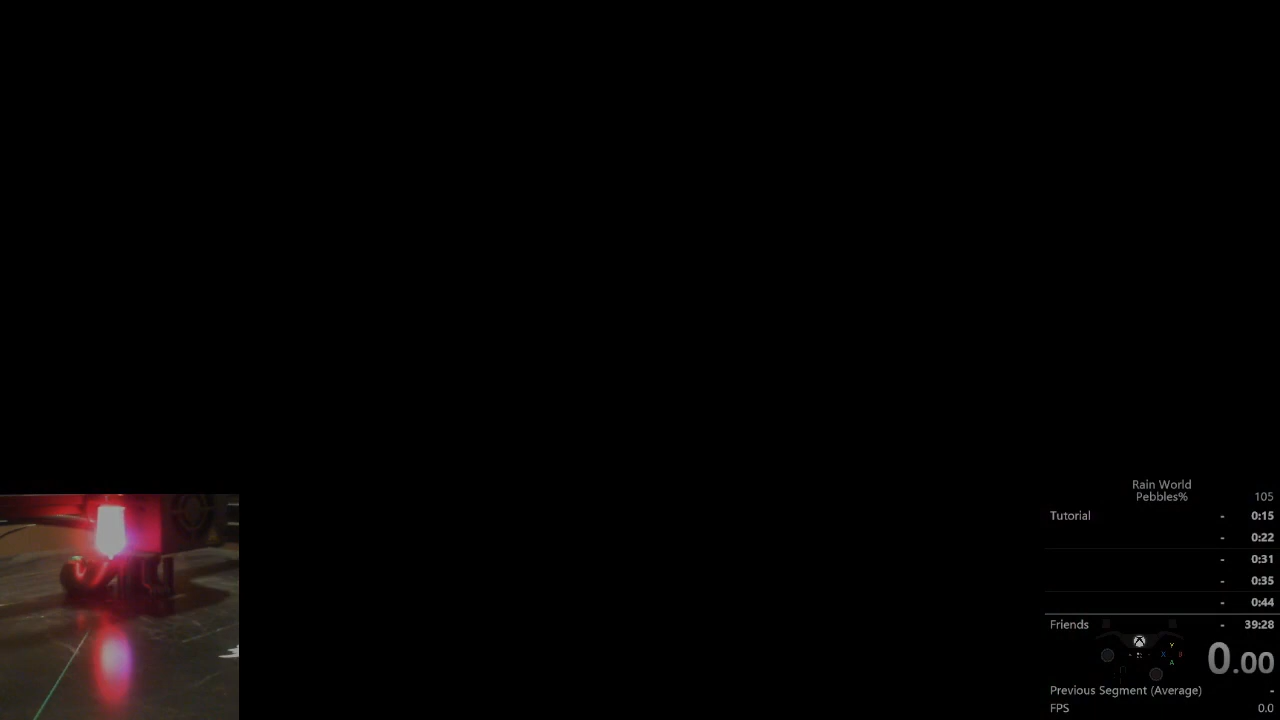 Rain World
Pebbles% 105
Tutorial - 0:15
- 0:22
- 0:31
- 0:35
- 0:44
Friends - 39:28
Y
X B
A
0.00
Previous Segment (Average) -
FPS 0.0